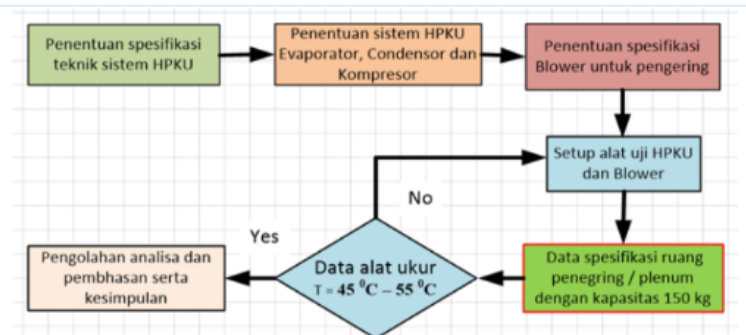 Penentuan spesifikasi
teknik sistem HPKU
Penentuan sistem HPKU
Evaporator, Condensor dan
Kompresor
Penentuan spesifikasi
Blower untuk pengering
Setup alat uji HPKU
dan Blower
Data spesifikasi ruang
penegring / plenum
dengan kapasitas 150 kg
No
Data alat ukur
T = 45 ⁰C – 55 ⁰C
Yes
Pengolahan analisa dan
pembhasan serta
kesimpulan